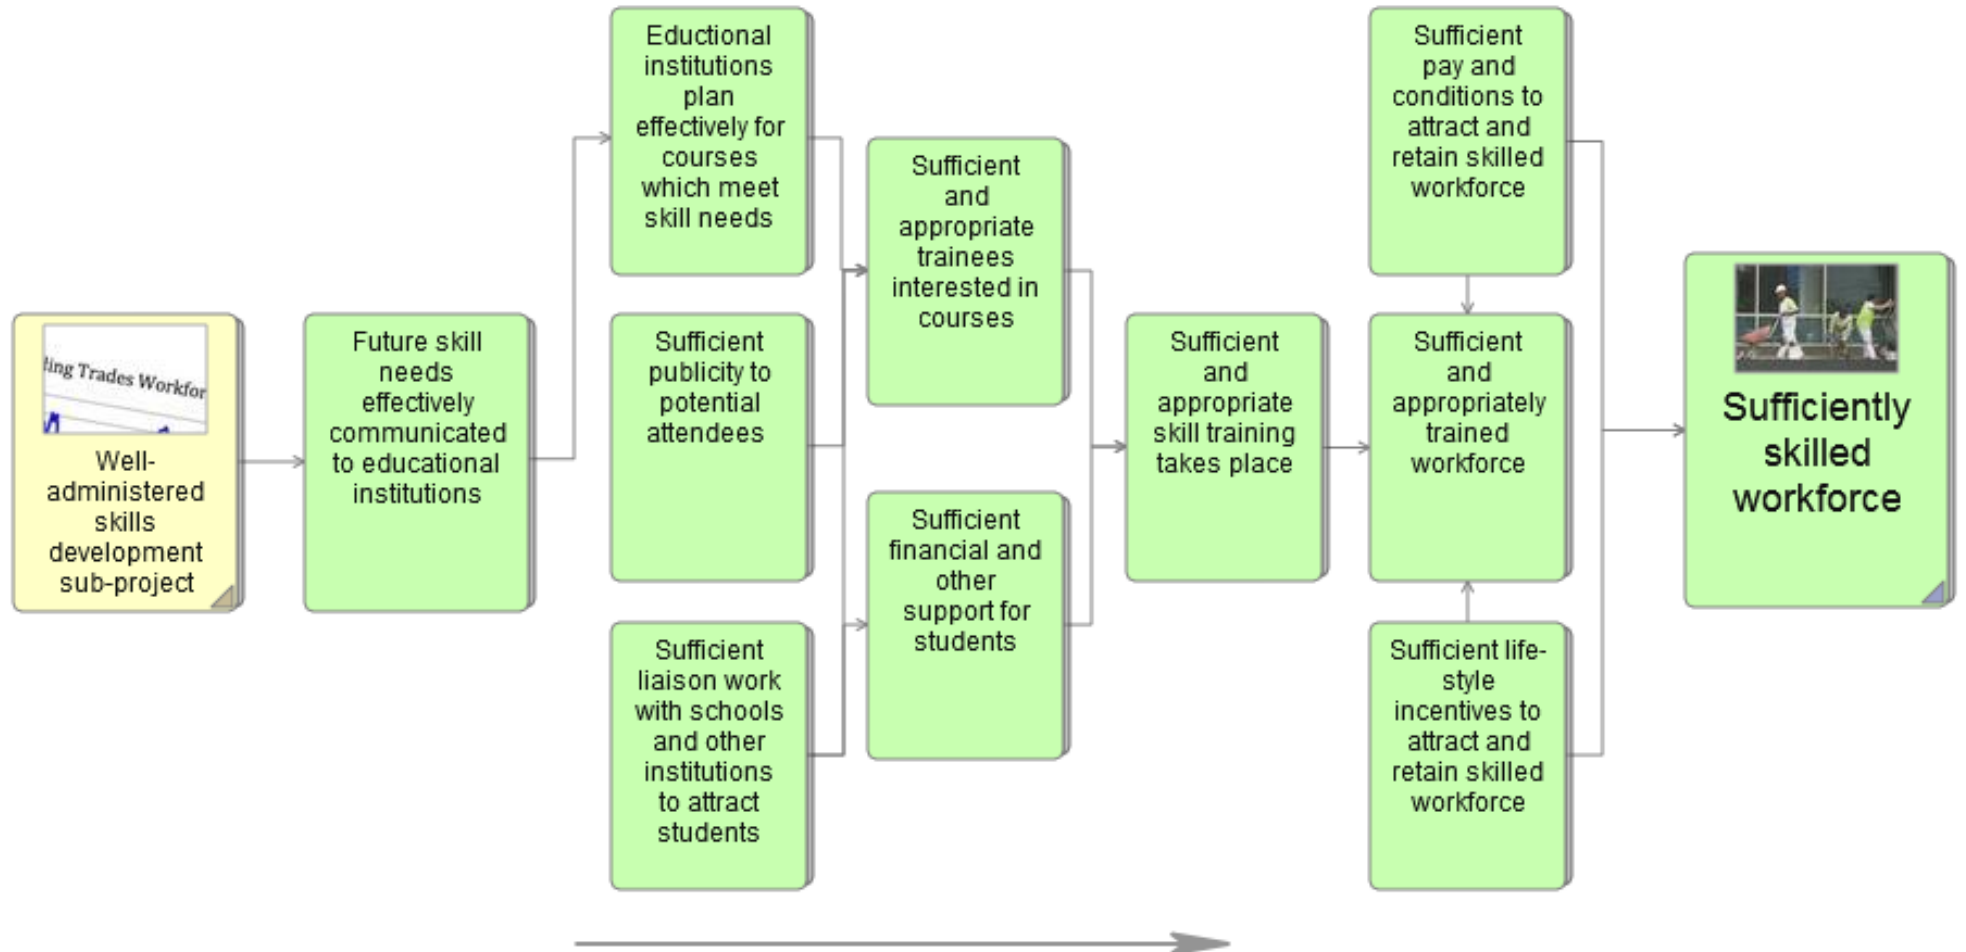 ling Trades Workfor
Well-
administered
skills
development
sub-project
Future skill
needs
effectively
communicated
to educational
institutions
Eductional
institutions
plan
effectively for
courses
which meet
skill needs
Sufficient
publicity to
potential
attendees
Sufficient
liaison work
with schools
and other
institutions
to attract
students
Sufficient
and
appropriate
trainees
interested in
courses
Sufficient
financial and
other
support for
students
Sufficient
and
appropriate
skill training
takes place
Sufficient
pay and
conditions to
attract and
retain skilled
workforce
Sufficient
and
appropriately
trained
workforce
Sufficient life-
style
incentives to
attract and
retain skilled
workforce
Sufficiently
skilled
workforce